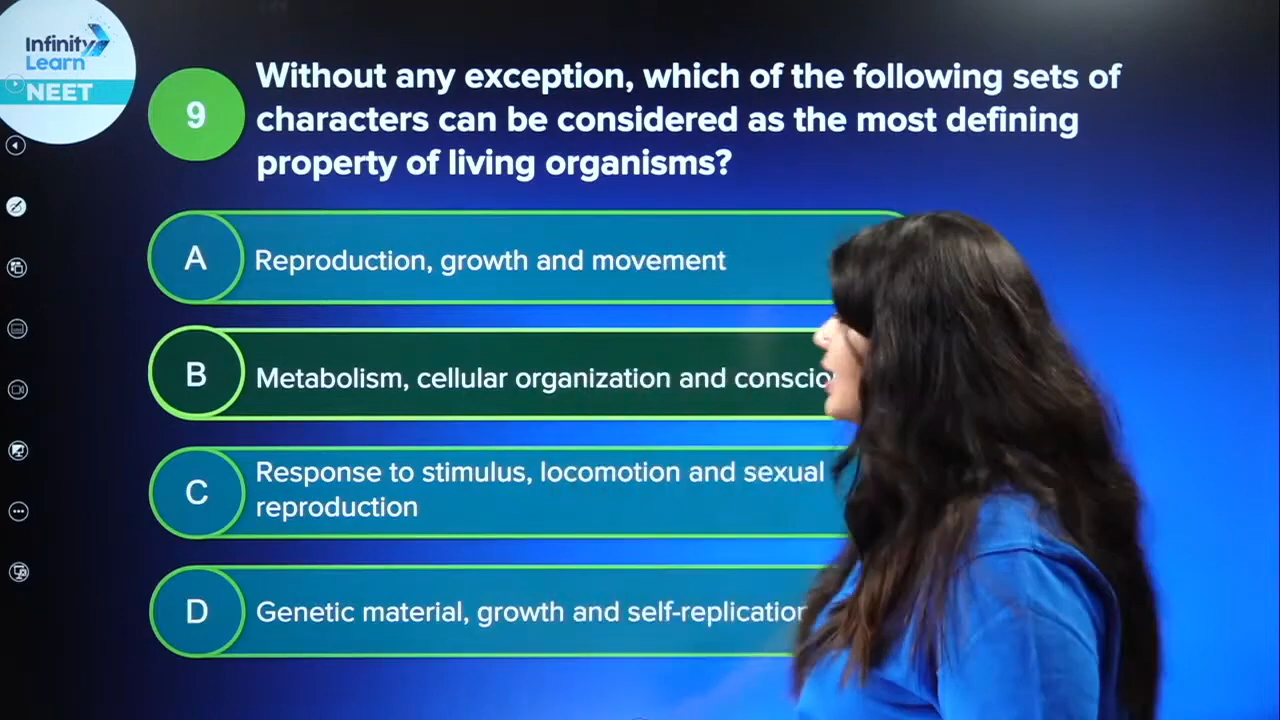 Infinity
Learn
NEET
9
Without any exception, which of the following sets of
characters can be considered as the most defining
property of living organisms?
A
Reproduction, growth and movement
B
Metabolism, cellular organization and conscio
C
Response to stimulus, locomotion and sexual
reproduction
D
Genetic material, growth and self-replication